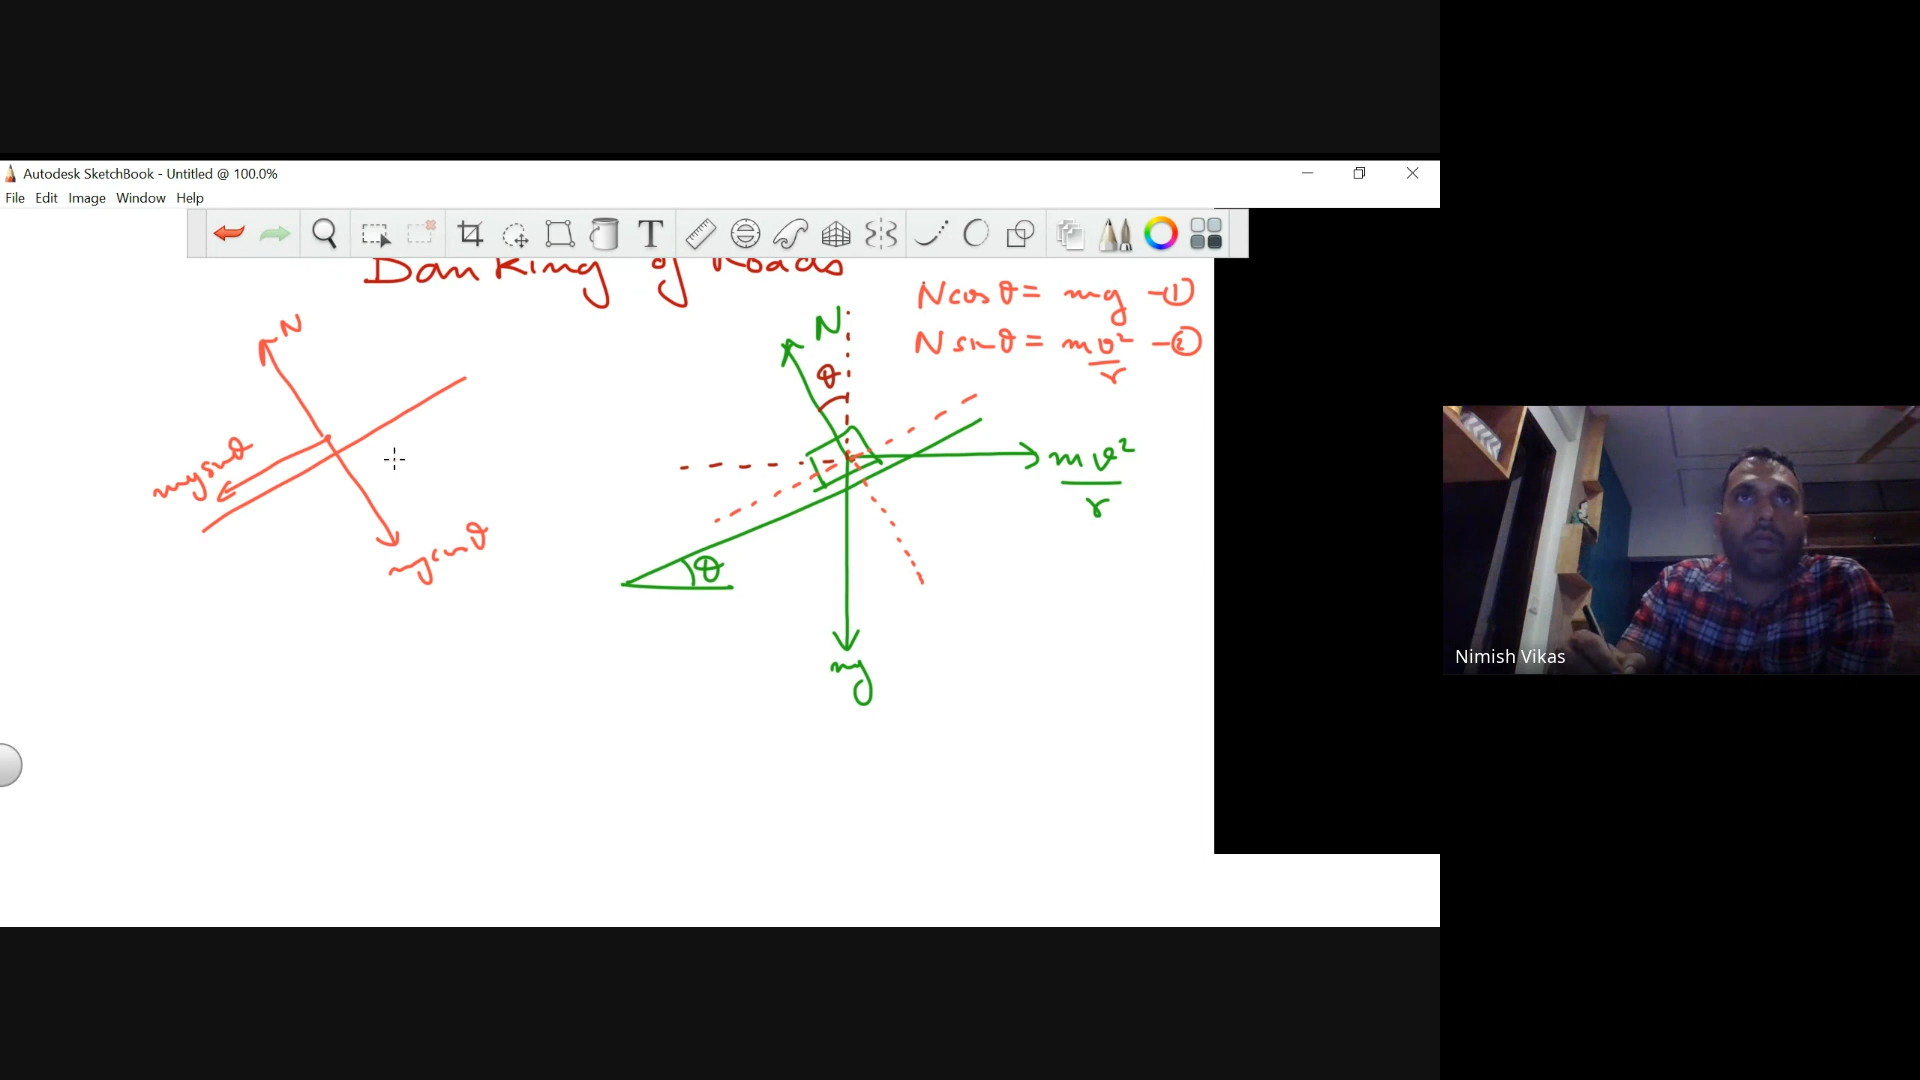 Autodesk SketchBook - Untitled @ 100.0%
File Edit Image Window Help
T
Banking of Roads
N cos θ = mg -①
N sin θ = mv²/r -②
N
mg sin θ
mg cos θ
N
θ
mv²/r
θ
mg
Nimish Vikas